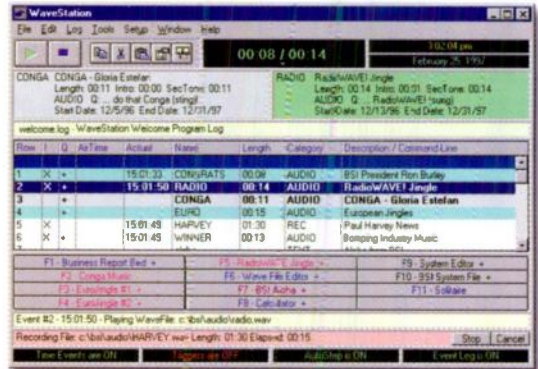 WaveStation
File Edit Log Tools Setup Window Help
00:08 / 00:14
3:02:04 pm
February 25, 1997
CONGA CONGA - Gloria Estefan
Length: 00:11 Intro: 00:00 SecTone: 00:11
AUDIO Q: ... do that Conga (sting)
Start Date: 12/5/96 End Date: 12/31/97
RADIO RadioWAVE! Jingle
Length: 00:14 Intro: 00:01 SecTone: 00:14
AUDIO Q: ... RadioWAVE! (sung)
Start Date: 12/13/96 End Date: 12/31/97
welcome.log - WaveStation Welcome Program Log
Row ! Q AirTime Actual Name Length Category Description / Command-Line
1 X + 15:01:33 CONGRATS 00:08 AUDIO BSI President Ron Burley
2 X + 15:01:50 RADIO 00:14 AUDIO RadioWAVE! Jingle
3 + CONGA 00:11 AUDIO CONGA - Gloria Estefan
4 + EURO 00:15 AUDIO European Jingles
5 X 15:01:49 HARVEY 01:30 REC Paul Harvey News
6 X + 15:01:49 WINNER 00:13 AUDIO Bomping Industry Music
F1 - Business Report Bed +
F5 - RadioWAVE Jingle +
F9 - System Editor +
F2 - Conga Music
F6 - Wave File Editor +
F10 - BSI System File +
F3 - EuroJingle #1 +
F7 - BSI Aloha +
F11 - Solitaire
F4 - EuroJingle #2 +
F8 - Calculator +
Event #2 - 15:01:50 - Playing WaveFile: c:\bsi\audio\radio.wav
Recording File: c:\bsi\audio\HARVEY.wav Length: 01:30 Elapsed: 00:15
Stop Cancel
Time Events are ON
Triggers are OFF
AutoStep is ON
Event Log is ON